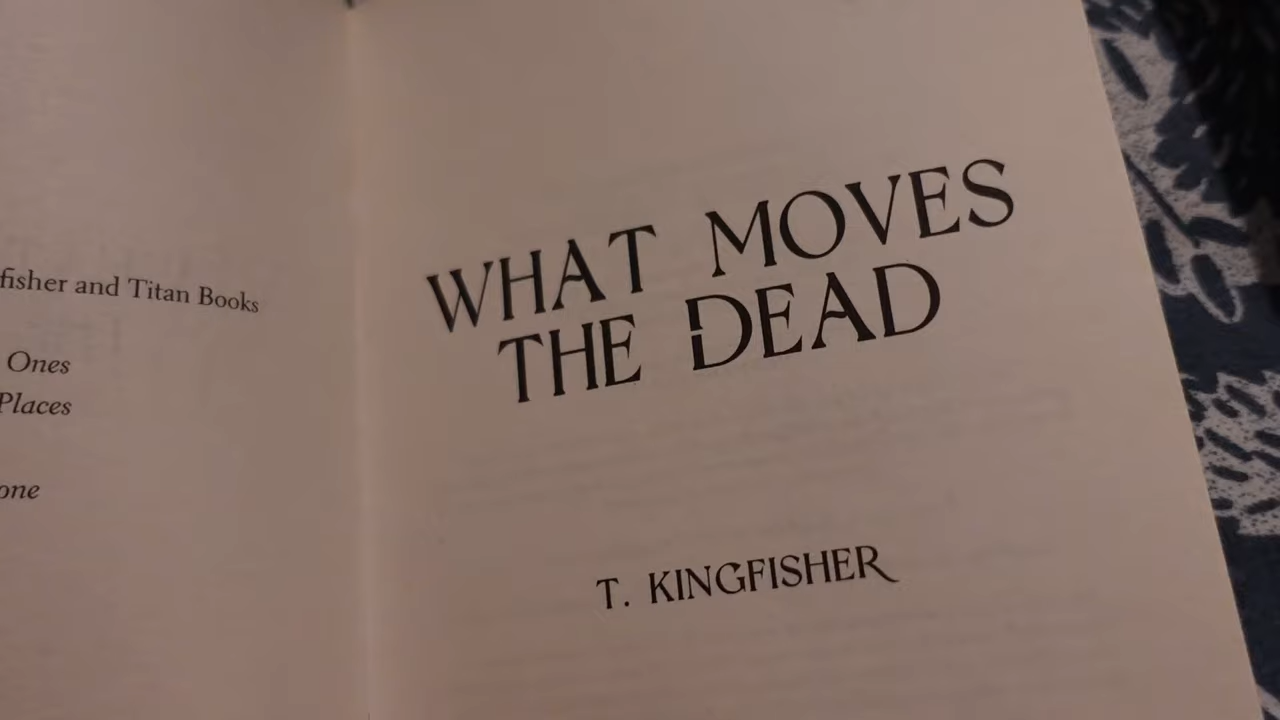 fisher and Titan Books
Ones
Places
one
WHAT MOVES
THE DEAD
T. KINGFISHER